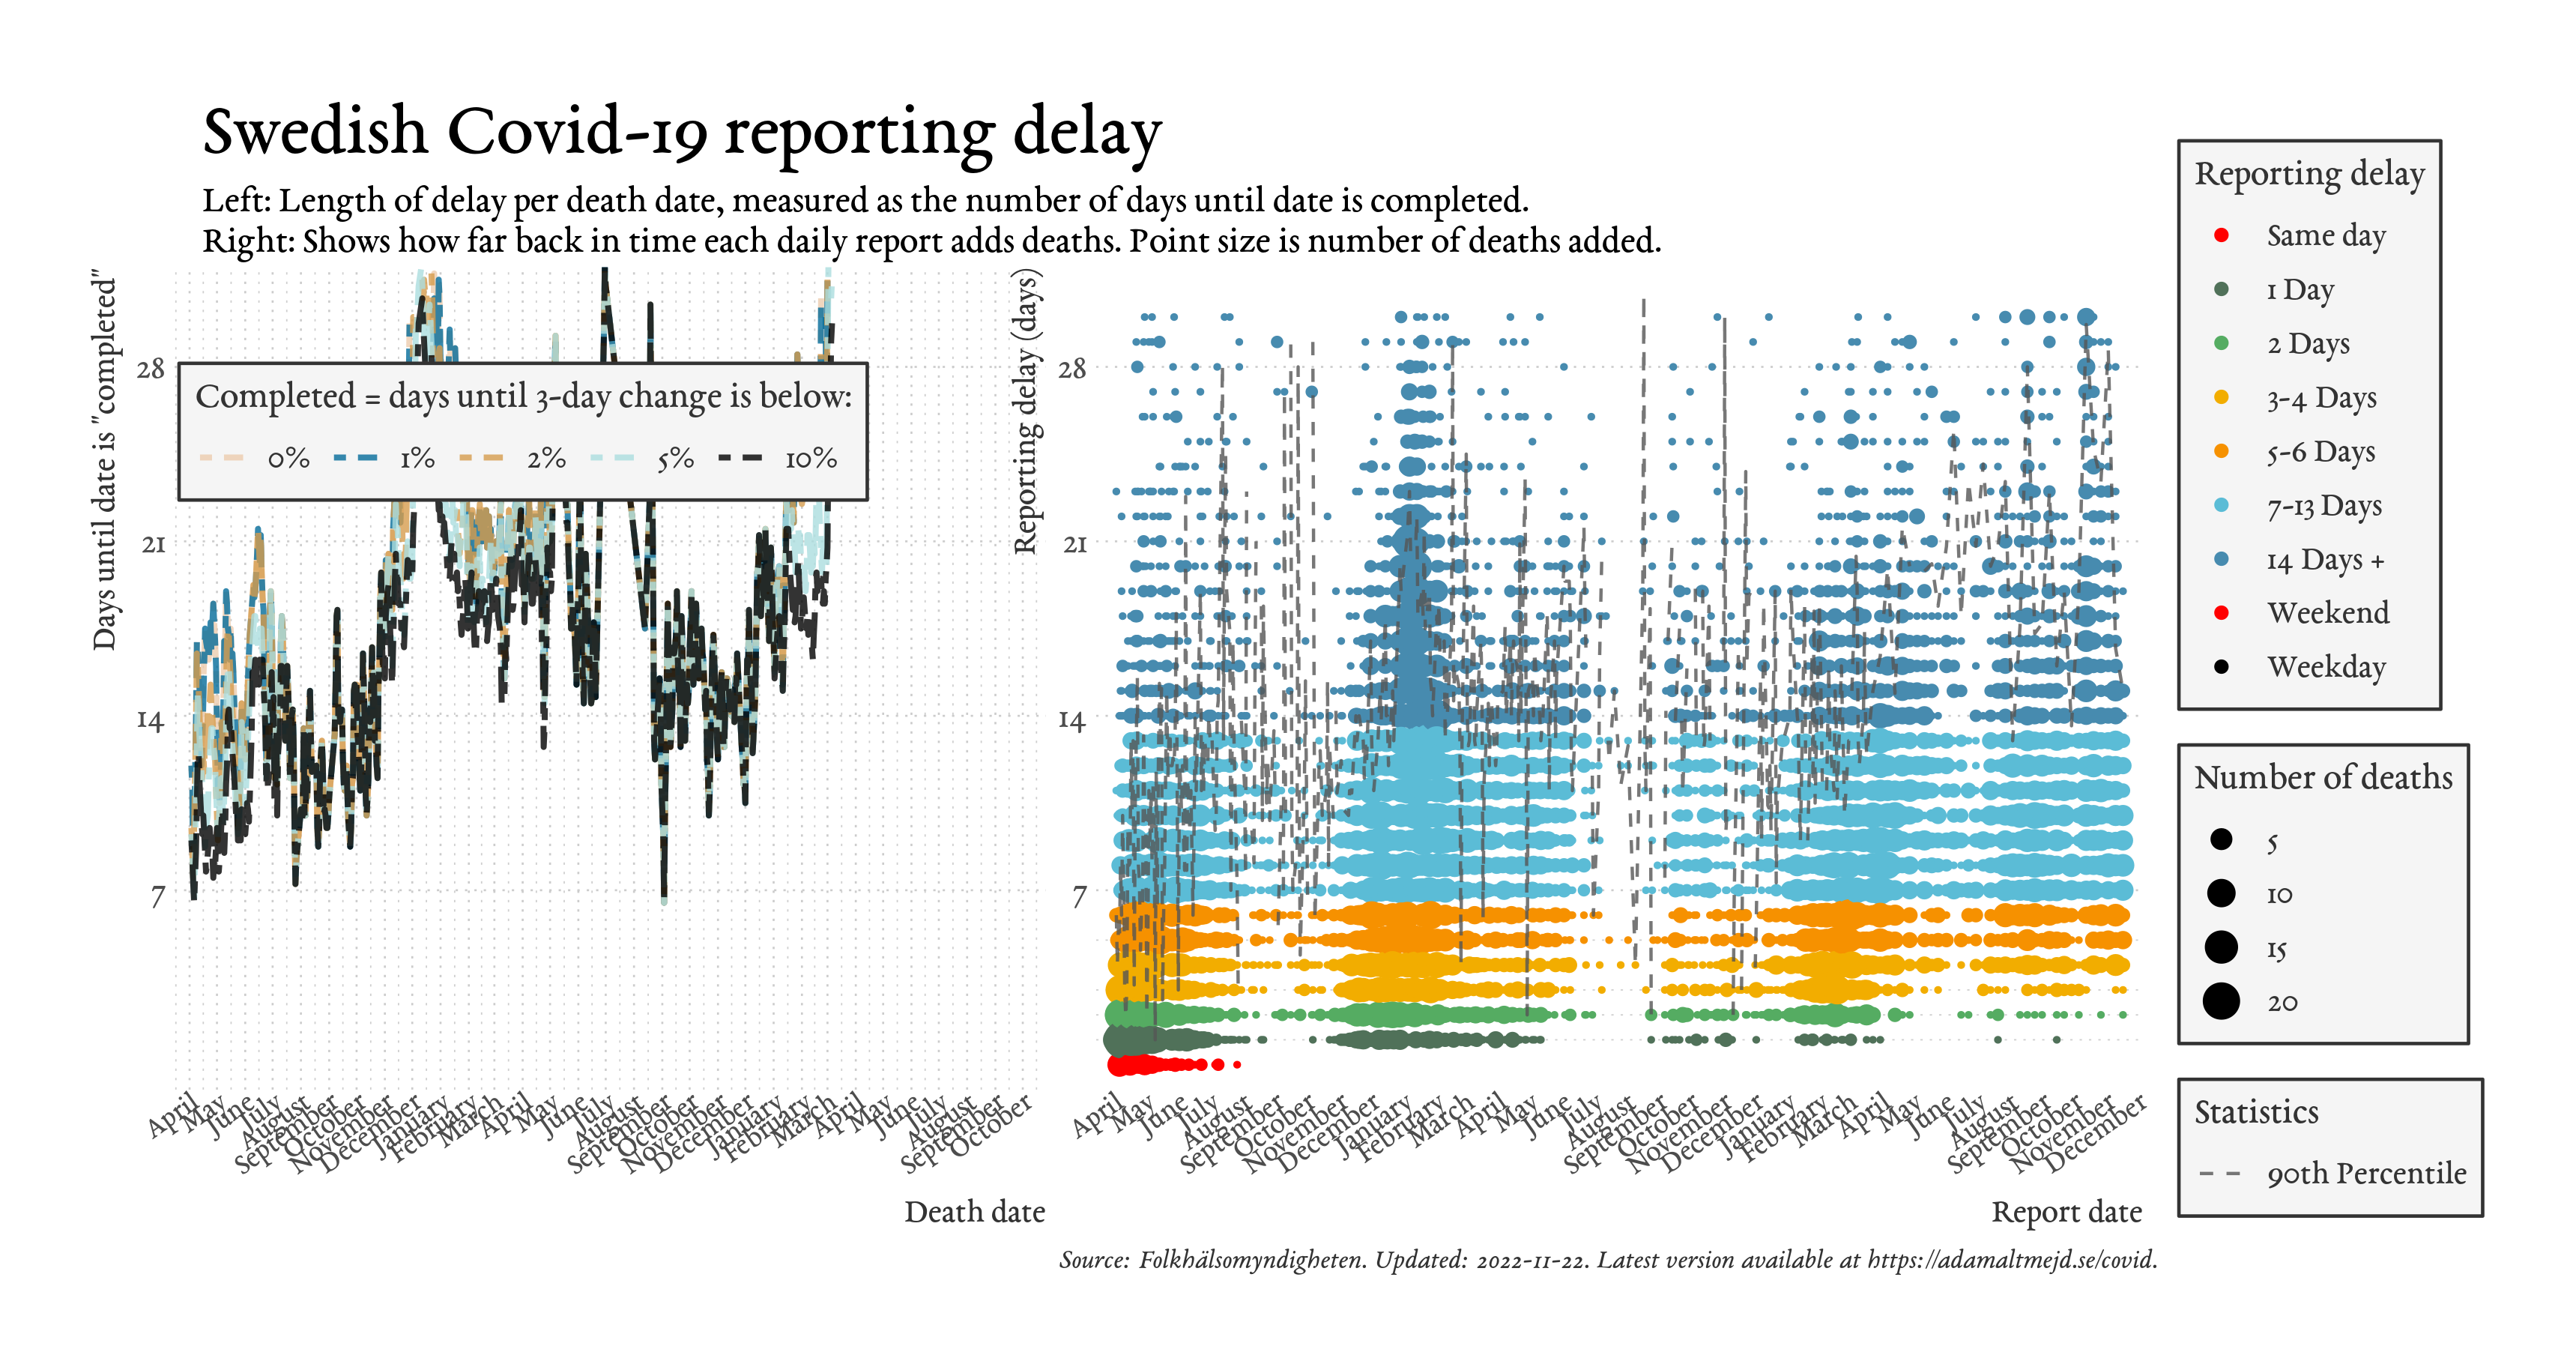 Swedish Covid-19 reporting delay
Left: Length of delay per death date, measured as the number of days until date is completed.
Right: Shows how far back in time each daily report adds deaths. Point size is number of deaths added.
Days until date is "completed"
28
21
14
7
Completed = days until 3-day change is below:
0% 1% 2% 5% 10%
April May June July August September October November December January February March April May June July August September October November December January February March April May June July August September October
Death date
Reporting delay (days)
28
21
14
7
April May June July August September October November December January February March April May June July August September October November December January February March April May June July August September October November December
Report date
Reporting delay
Same day
1 Day
2 Days
3-4 Days
5-6 Days
7-13 Days
14 Days +
Weekend
Weekday
Number of deaths
5
10
15
20
Statistics
90th Percentile
Source: Folkhälsomyndigheten. Updated: 2022-11-22. Latest version available at https://adamaltmejd.se/covid.